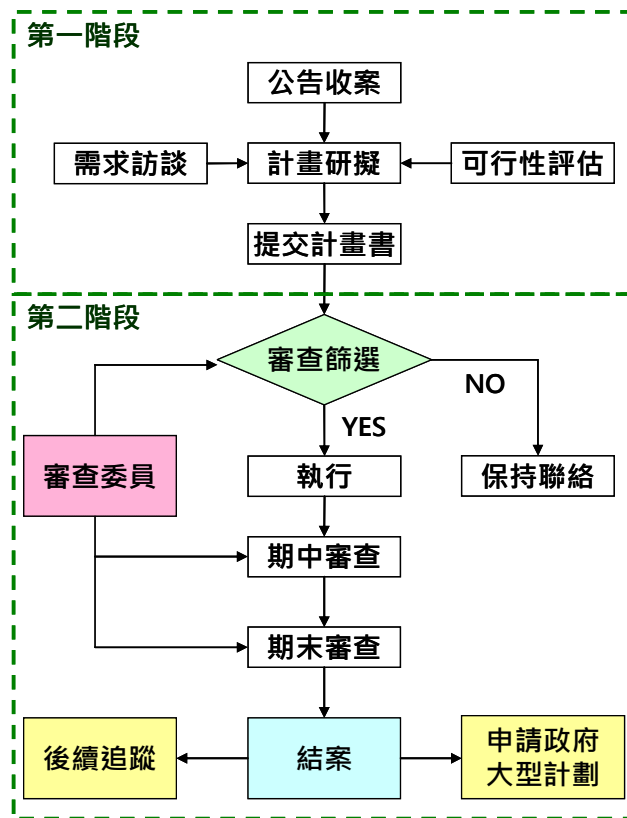 第一階段
公告收案
需求訪談
計畫研擬
可行性評估
提交計畫書
第二階段
審查篩選
NO
YES
審查委員
執行
保持聯絡
期中審查
期末審查
後續追蹤
結案
申請政府
大型計劃